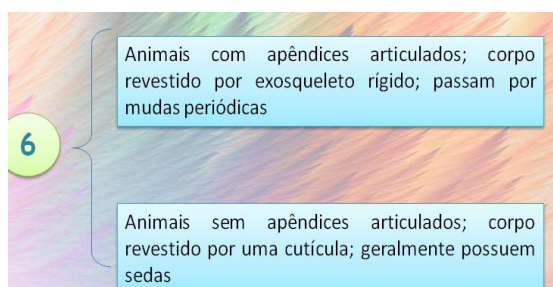 Animais com apêndices articulados; corpo
revestido por exosqueleto rígido; passam por
mudas periódicas
6
Animais sem apêndices articulados; corpo
revestido por uma cutícula; geralmente possuem
sedas